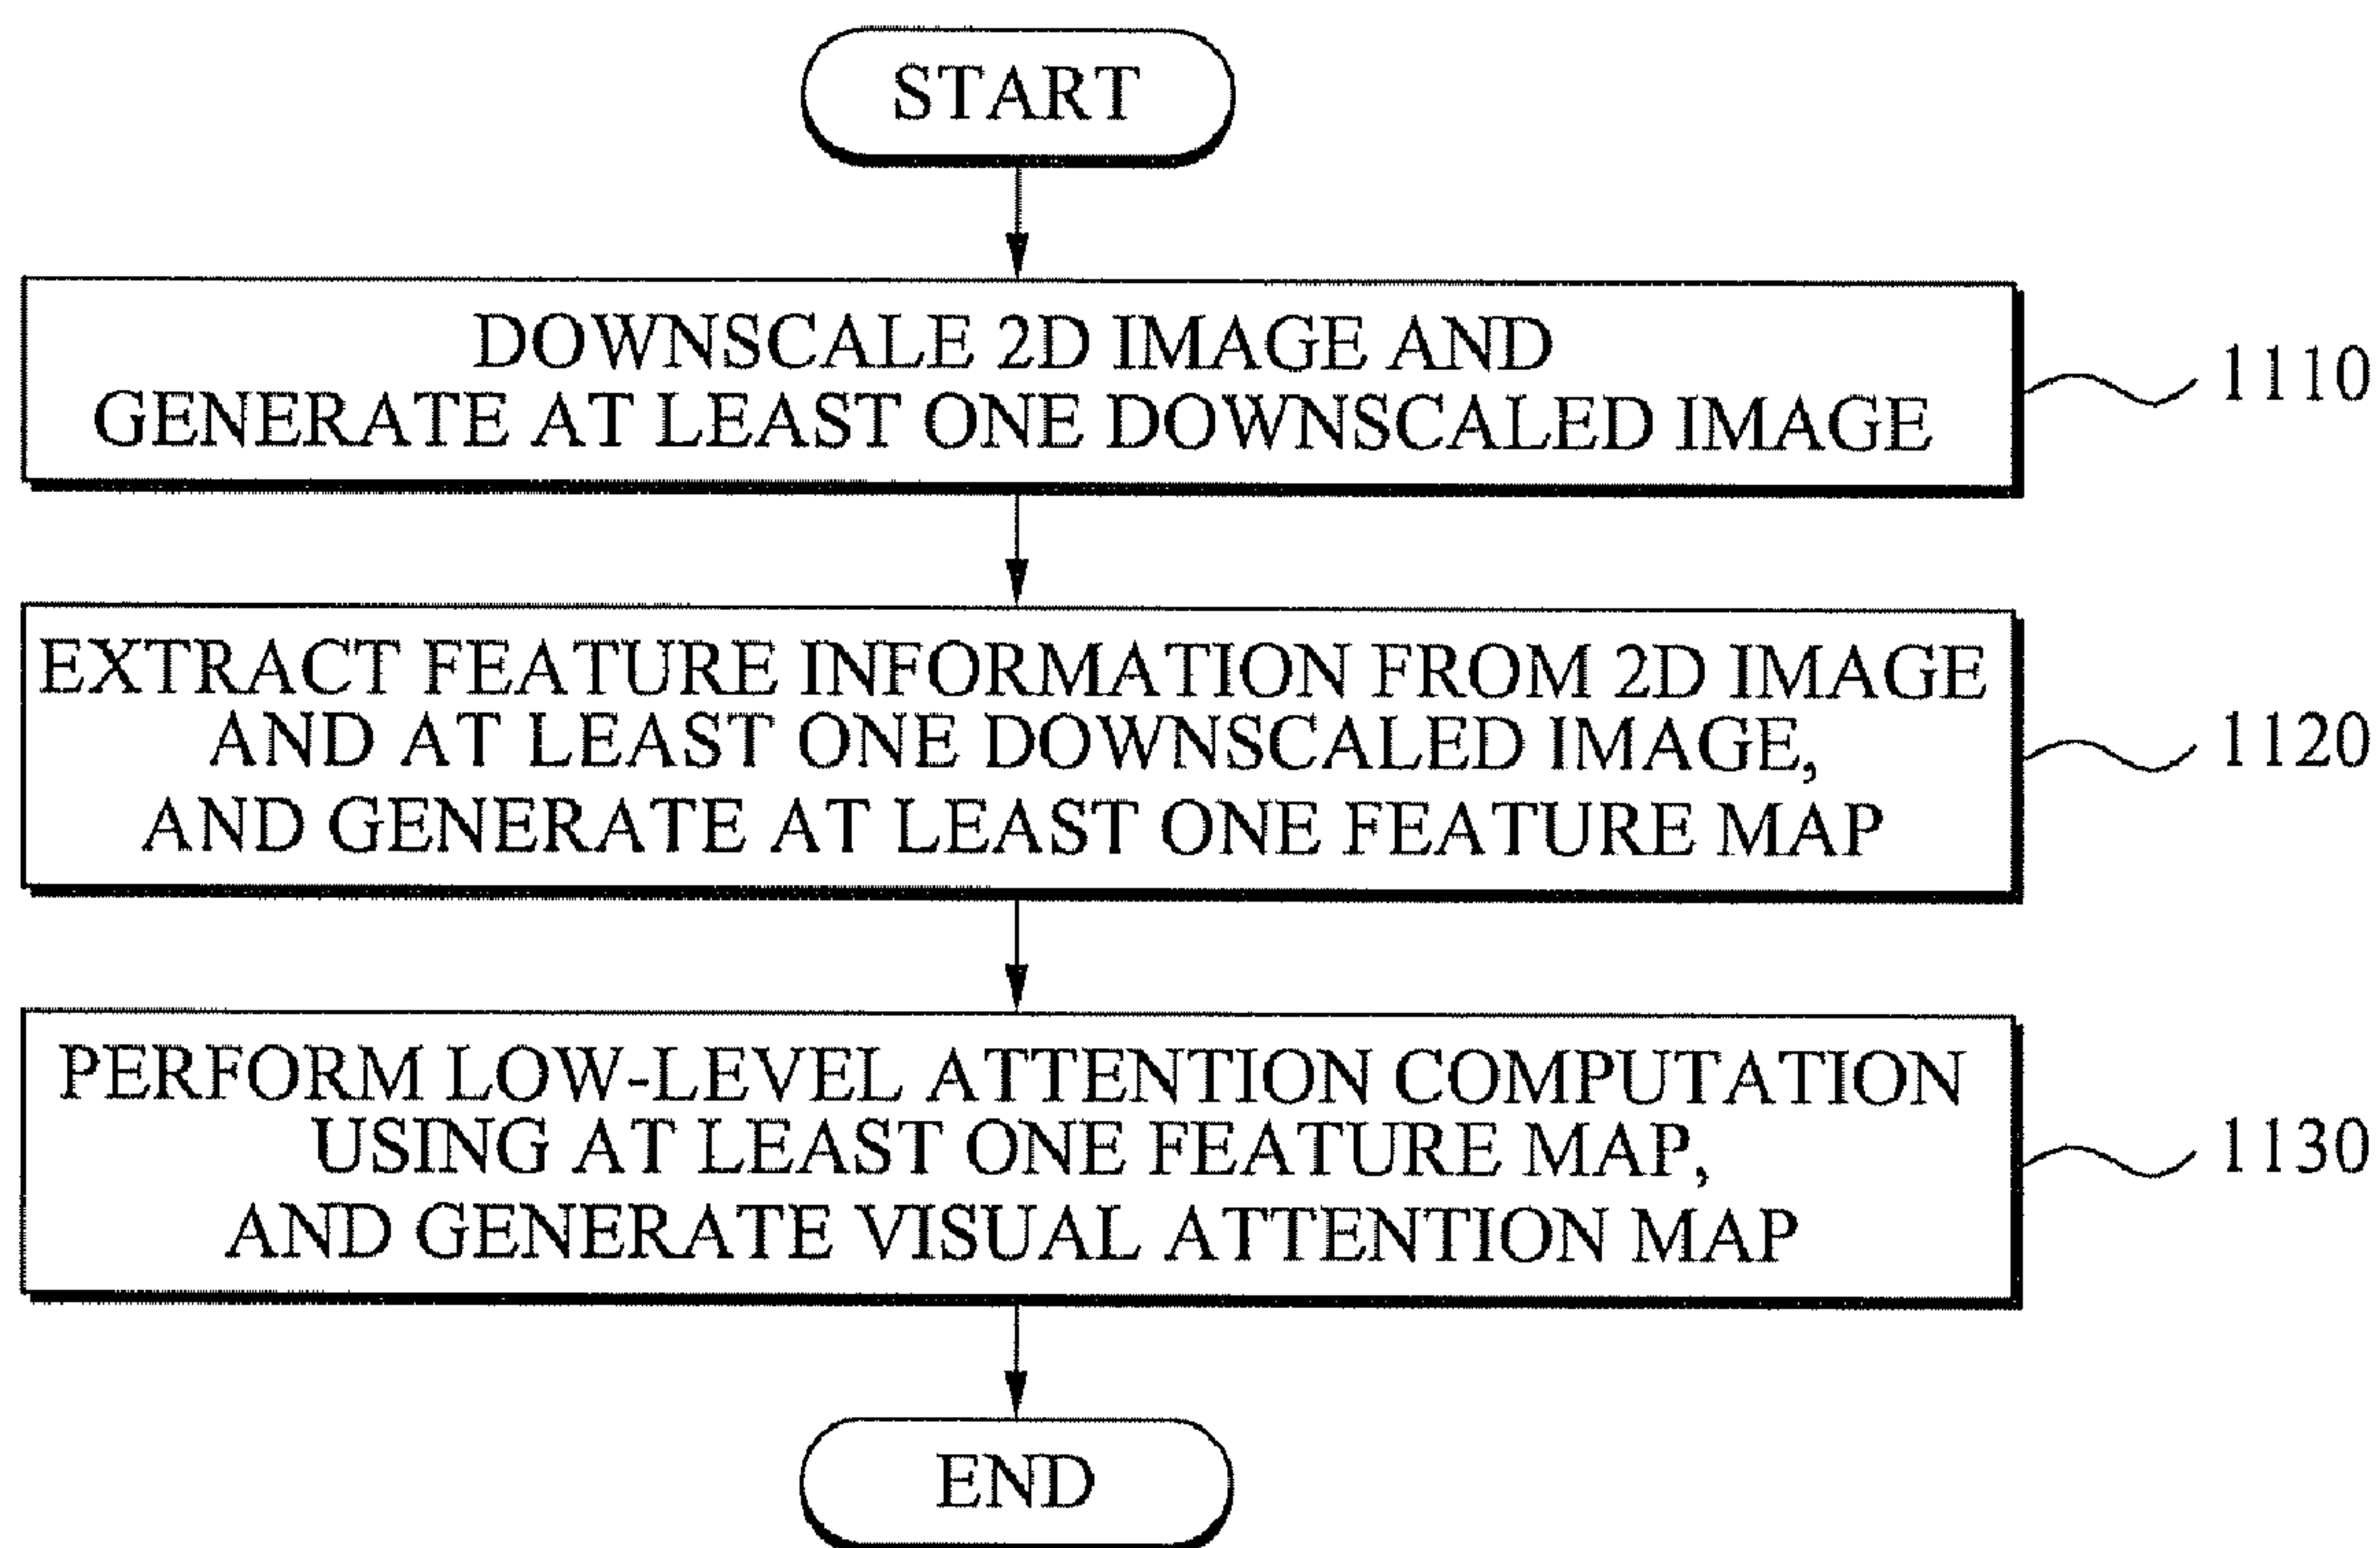 START
DOWNSCALE 2D IMAGE AND
GENERATE AT LEAST ONE DOWNSCALED IMAGE
1110
EXTRACT FEATURE INFORMATION FROM 2D IMAGE
AND AT LEAST ONE DOWNSCALED IMAGE,
AND GENERATE AT LEAST ONE FEATURE MAP
1120
PERFORM LOW-LEVEL ATTENTION COMPUTATION
USING AT LEAST ONE FEATURE MAP,
AND GENERATE VISUAL ATTENTION MAP
1130
END